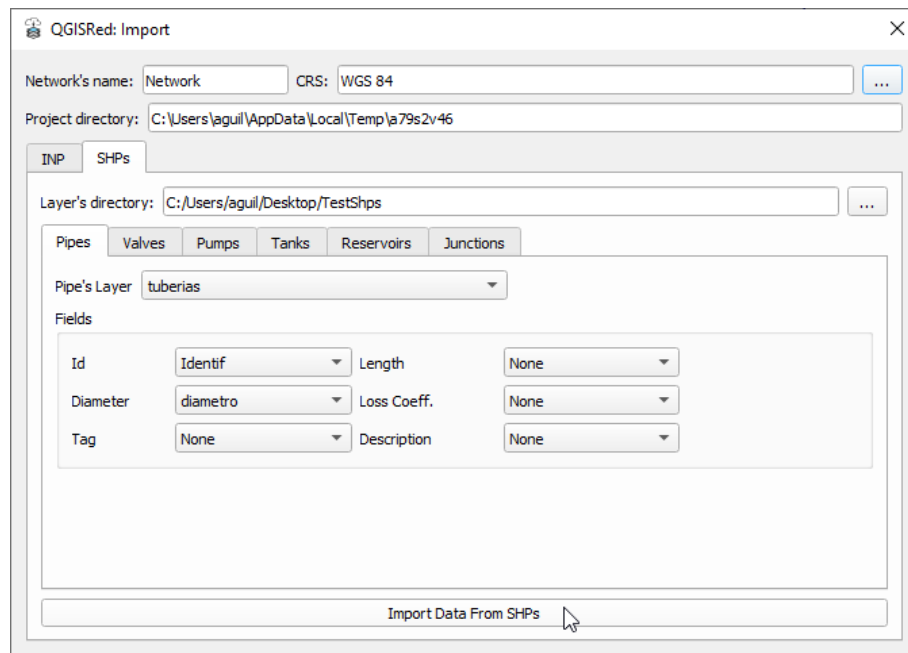 QGISRed: Import
Network's name: Network CRS: WGS 84 ...
Project directory: C:\Users\aguil\AppData\Local\Temp\a79s2v46
INP SHPs
Layer's directory: C:/Users/aguil/Desktop/TestShps ...
Pipes Valves Pumps Tanks Reservoirs Junctions
Pipe's Layer tuberias
Fields
Id Identif Length None
Diameter diametro Loss Coeff. None
Tag None Description None
Import Data From SHPs